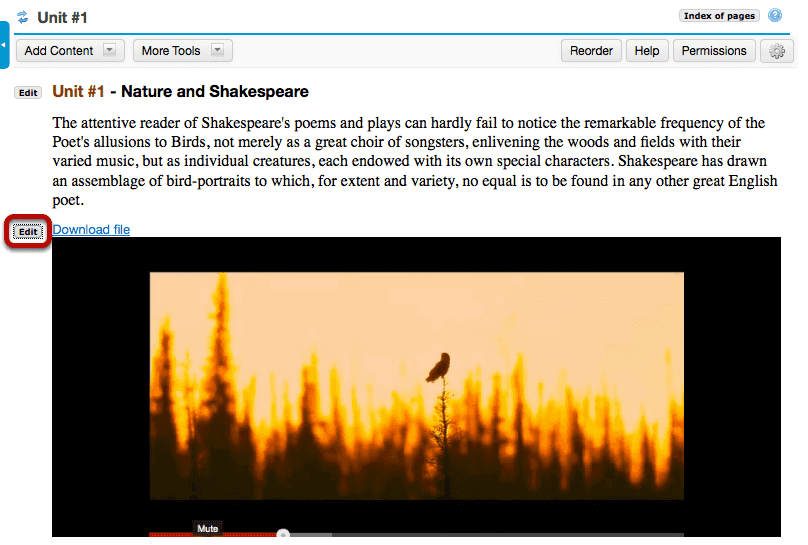 Unit #1
Index of pages
?
Add Content
More Tools
Reorder
Help
Permissions
Edit
Unit #1 - Nature and Shakespeare
The attentive reader of Shakespeare's poems and plays can hardly fail to notice the remarkable frequency of the
Poet's allusions to Birds, not merely as a great choir of songsters, enlivening the woods and fields with their
varied music, but as individual creatures, each endowed with its own special characters. Shakespeare has drawn
an assemblage of bird-portraits to which, for extent and variety, no equal is to be found in any other great English
poet.
Edit
Download file
Mute